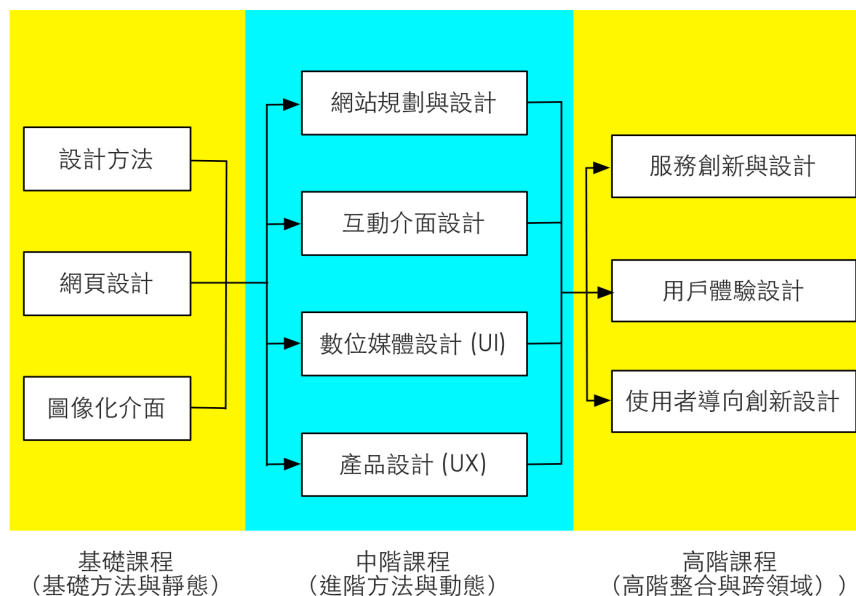 設計方法
網頁設計
圖像化介面
網站規劃與設計
互動介面設計
數位媒體設計 (UI)
產品設計 (UX)
服務創新與設計
用戶體驗設計
使用者導向創新設計
基礎課程
（基礎方法與靜態）
中階課程
（進階方法與動態）
高階課程
（高階整合與跨領域））